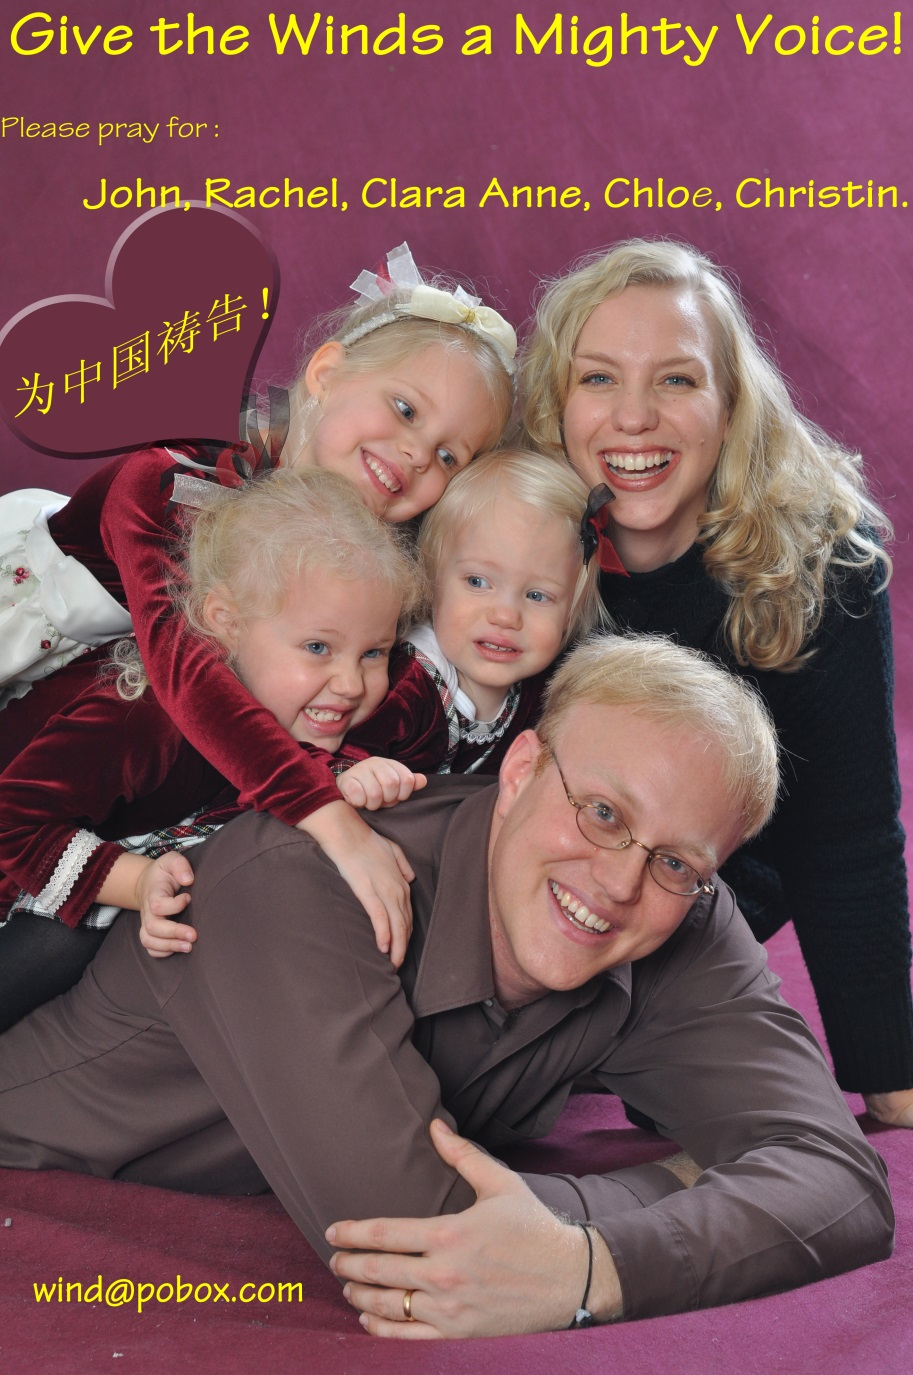 Give the Winds a Mighty Voice!
Please pray for :
John, Rachel, Clara Anne, Chloe, Christin.
为中国祷告!
wind@pobox.com